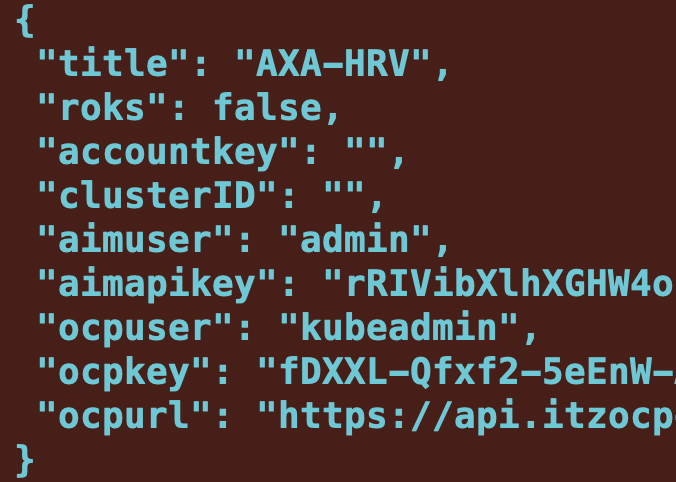 {
"title": "AXA-HRV",
"roks": false,
"accountkey": "",
"clusterID": "",
"aimuser": "admin",
"aimapikey": "rRIVibXlhXGHW4o
"ocpuser": "kubeadmin",
"ocpkey": "fDXXL-Qfxf2-5eEnW-
"ocpurl": "https://api.itzocp
}